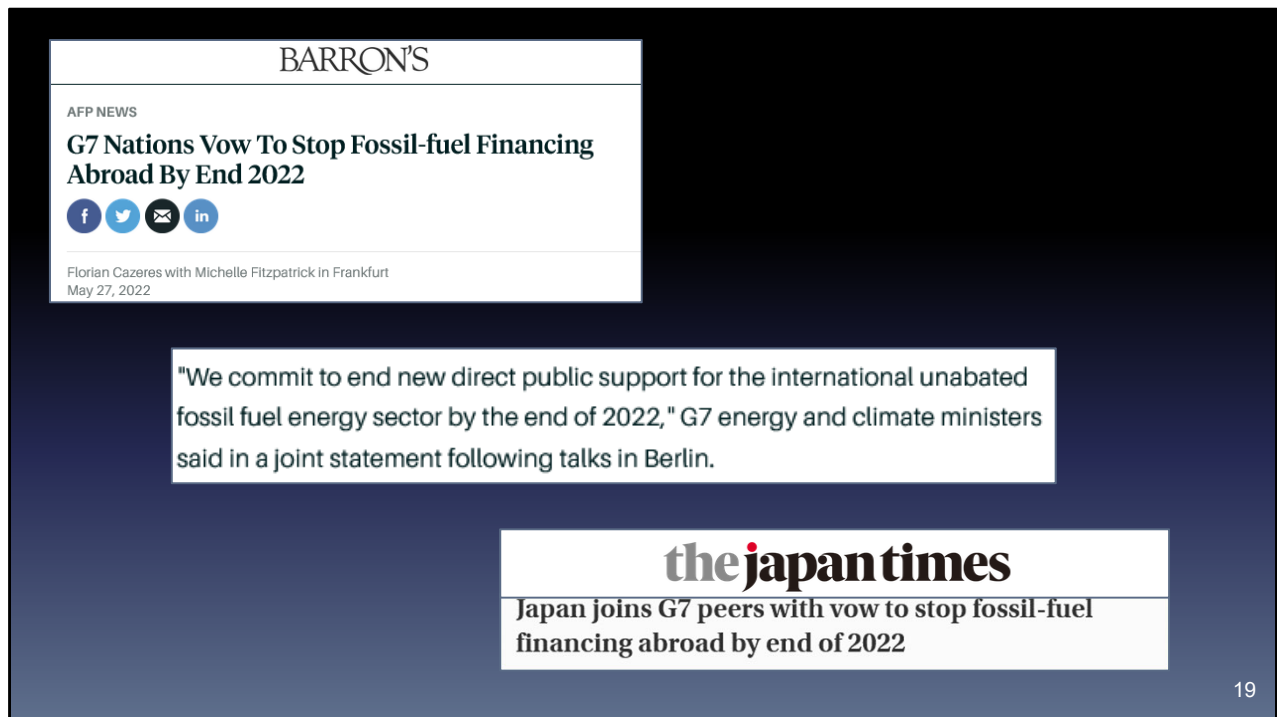 BARRON'S
AFP NEWS
G7 Nations Vow To Stop Fossil-fuel Financing
Abroad By End 2022
f in
Florian Cazeres with Michelle Fitzpatrick in Frankfurt
May 27, 2022
"We commit to end new direct public support for the international unabated
fossil fuel energy sector by the end of 2022," G7 energy and climate ministers
said in a joint statement following talks in Berlin.
the japan times
Japan joins G7 peers with vow to stop fossil-fuel
financing abroad by end of 2022
19